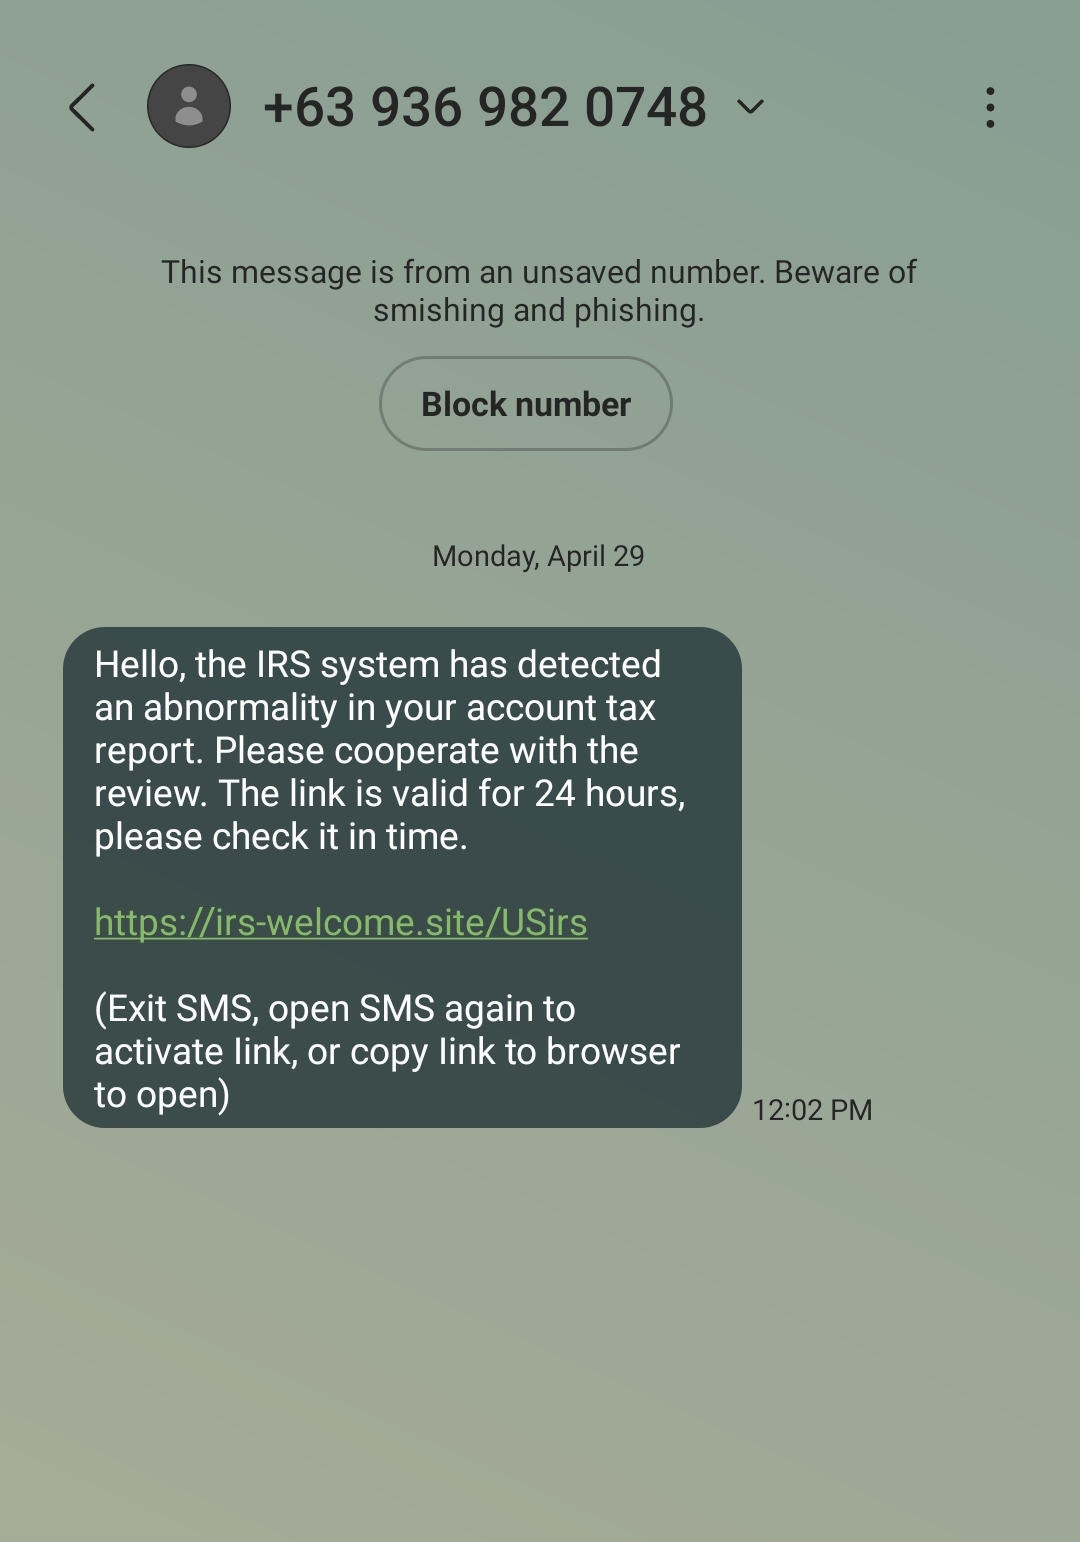 +63 936 982 0748
This message is from an unsaved number. Beware of
smishing and phishing.
Block number
Monday, April 29
Hello, the IRS system has detected
an abnormality in your account tax
report. Please cooperate with the
review. The link is valid for 24 hours,
please check it in time.
https://irs-welcome.site/USirs
(Exit SMS, open SMS again to
activate link, or copy link to browser
to open)
12:02 PM